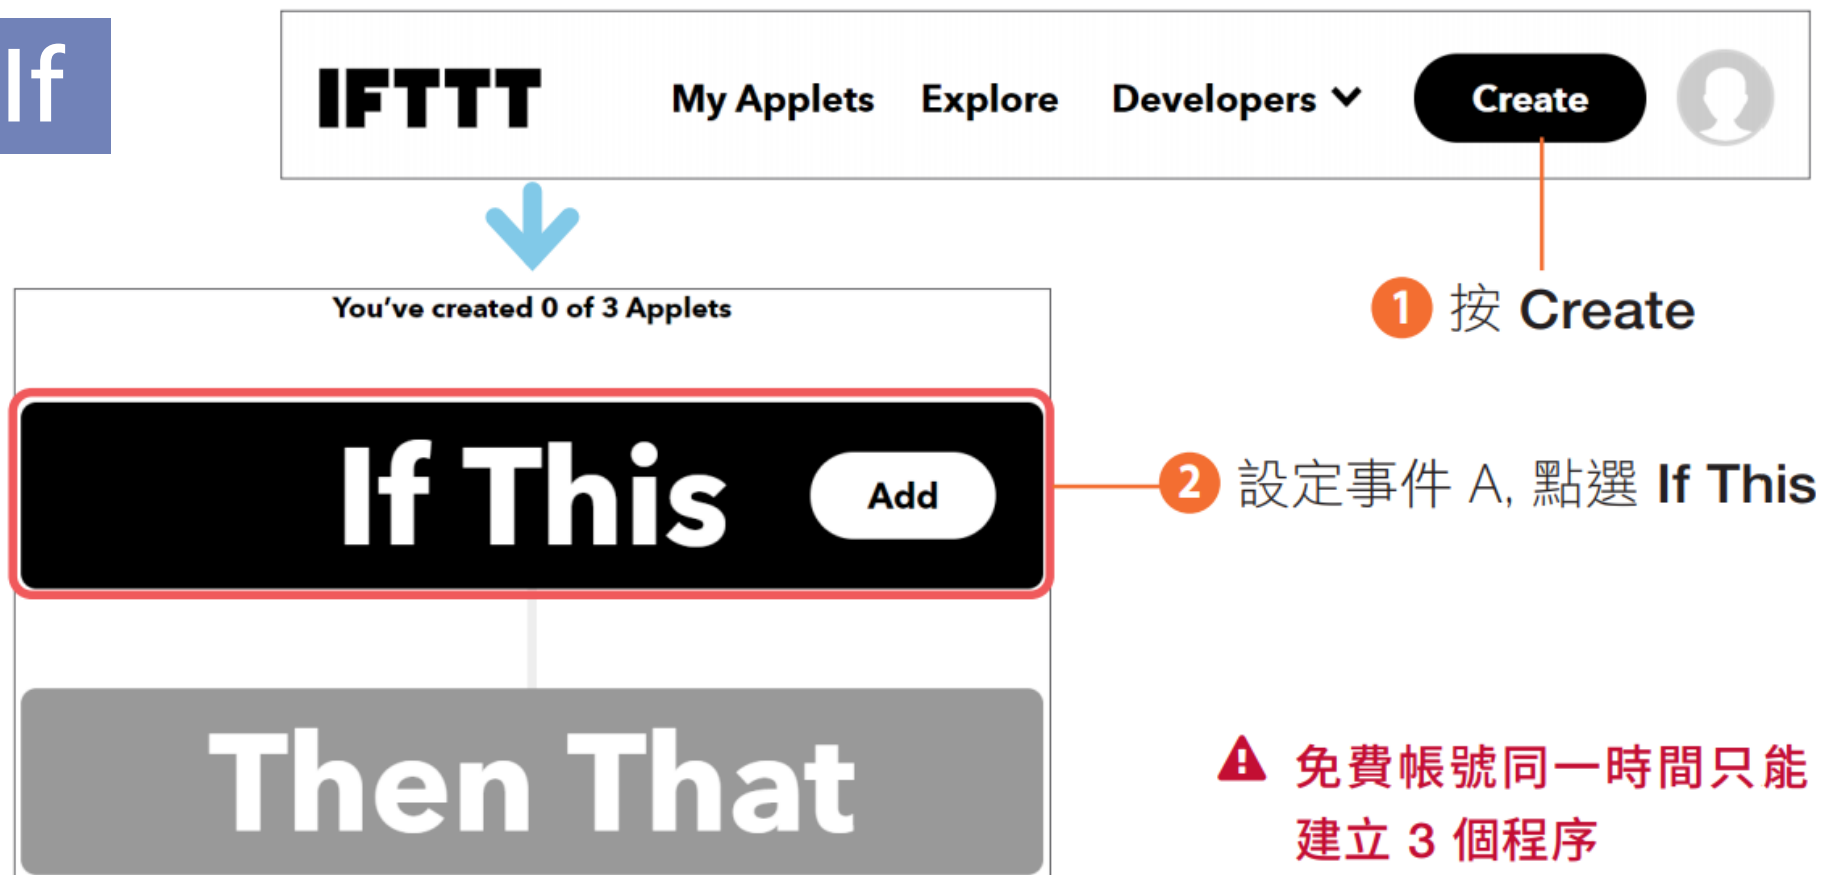 If
IFTTT My Applets Explore Developers Create
1 按 Create
You've created 0 of 3 Applets
If This Add
2 設定事件 A, 點選 If This
Then That
免費帳號同一時間只能
建立 3 個程序